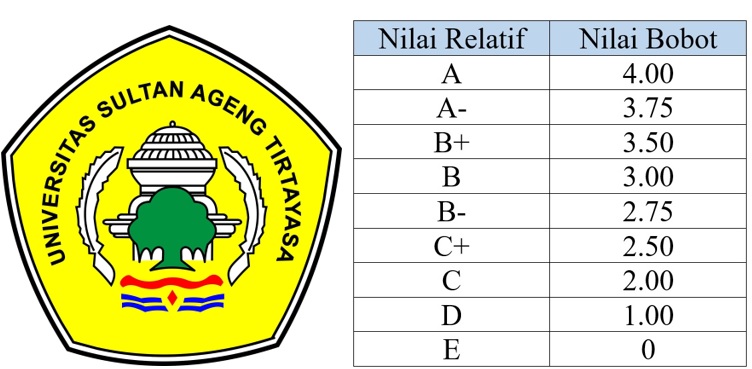 UNIVERSITAS SULTAN AGENG TIRTAYASA
Nilai Relatif Nilai Bobot
A 4.00
A- 3.75
B+ 3.50
B 3.00
B- 2.75
C+ 2.50
C 2.00
D 1.00
E 0